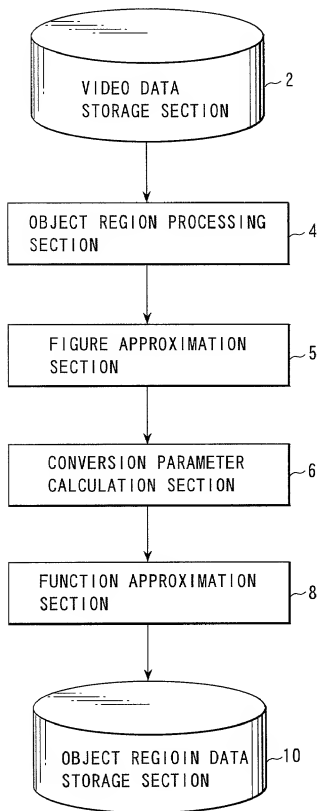 VIDEO DATA
STORAGE SECTION
2
OBJECT REGION PROCESSING
SECTION
4
FIGURE APPROXIMATION
SECTION
5
CONVERSION PARAMETER
CALCULATION SECTION
6
FUNCTION APPROXIMATION
SECTION
8
OBJECT REGIOIN DATA
STORAGE SECTION
10